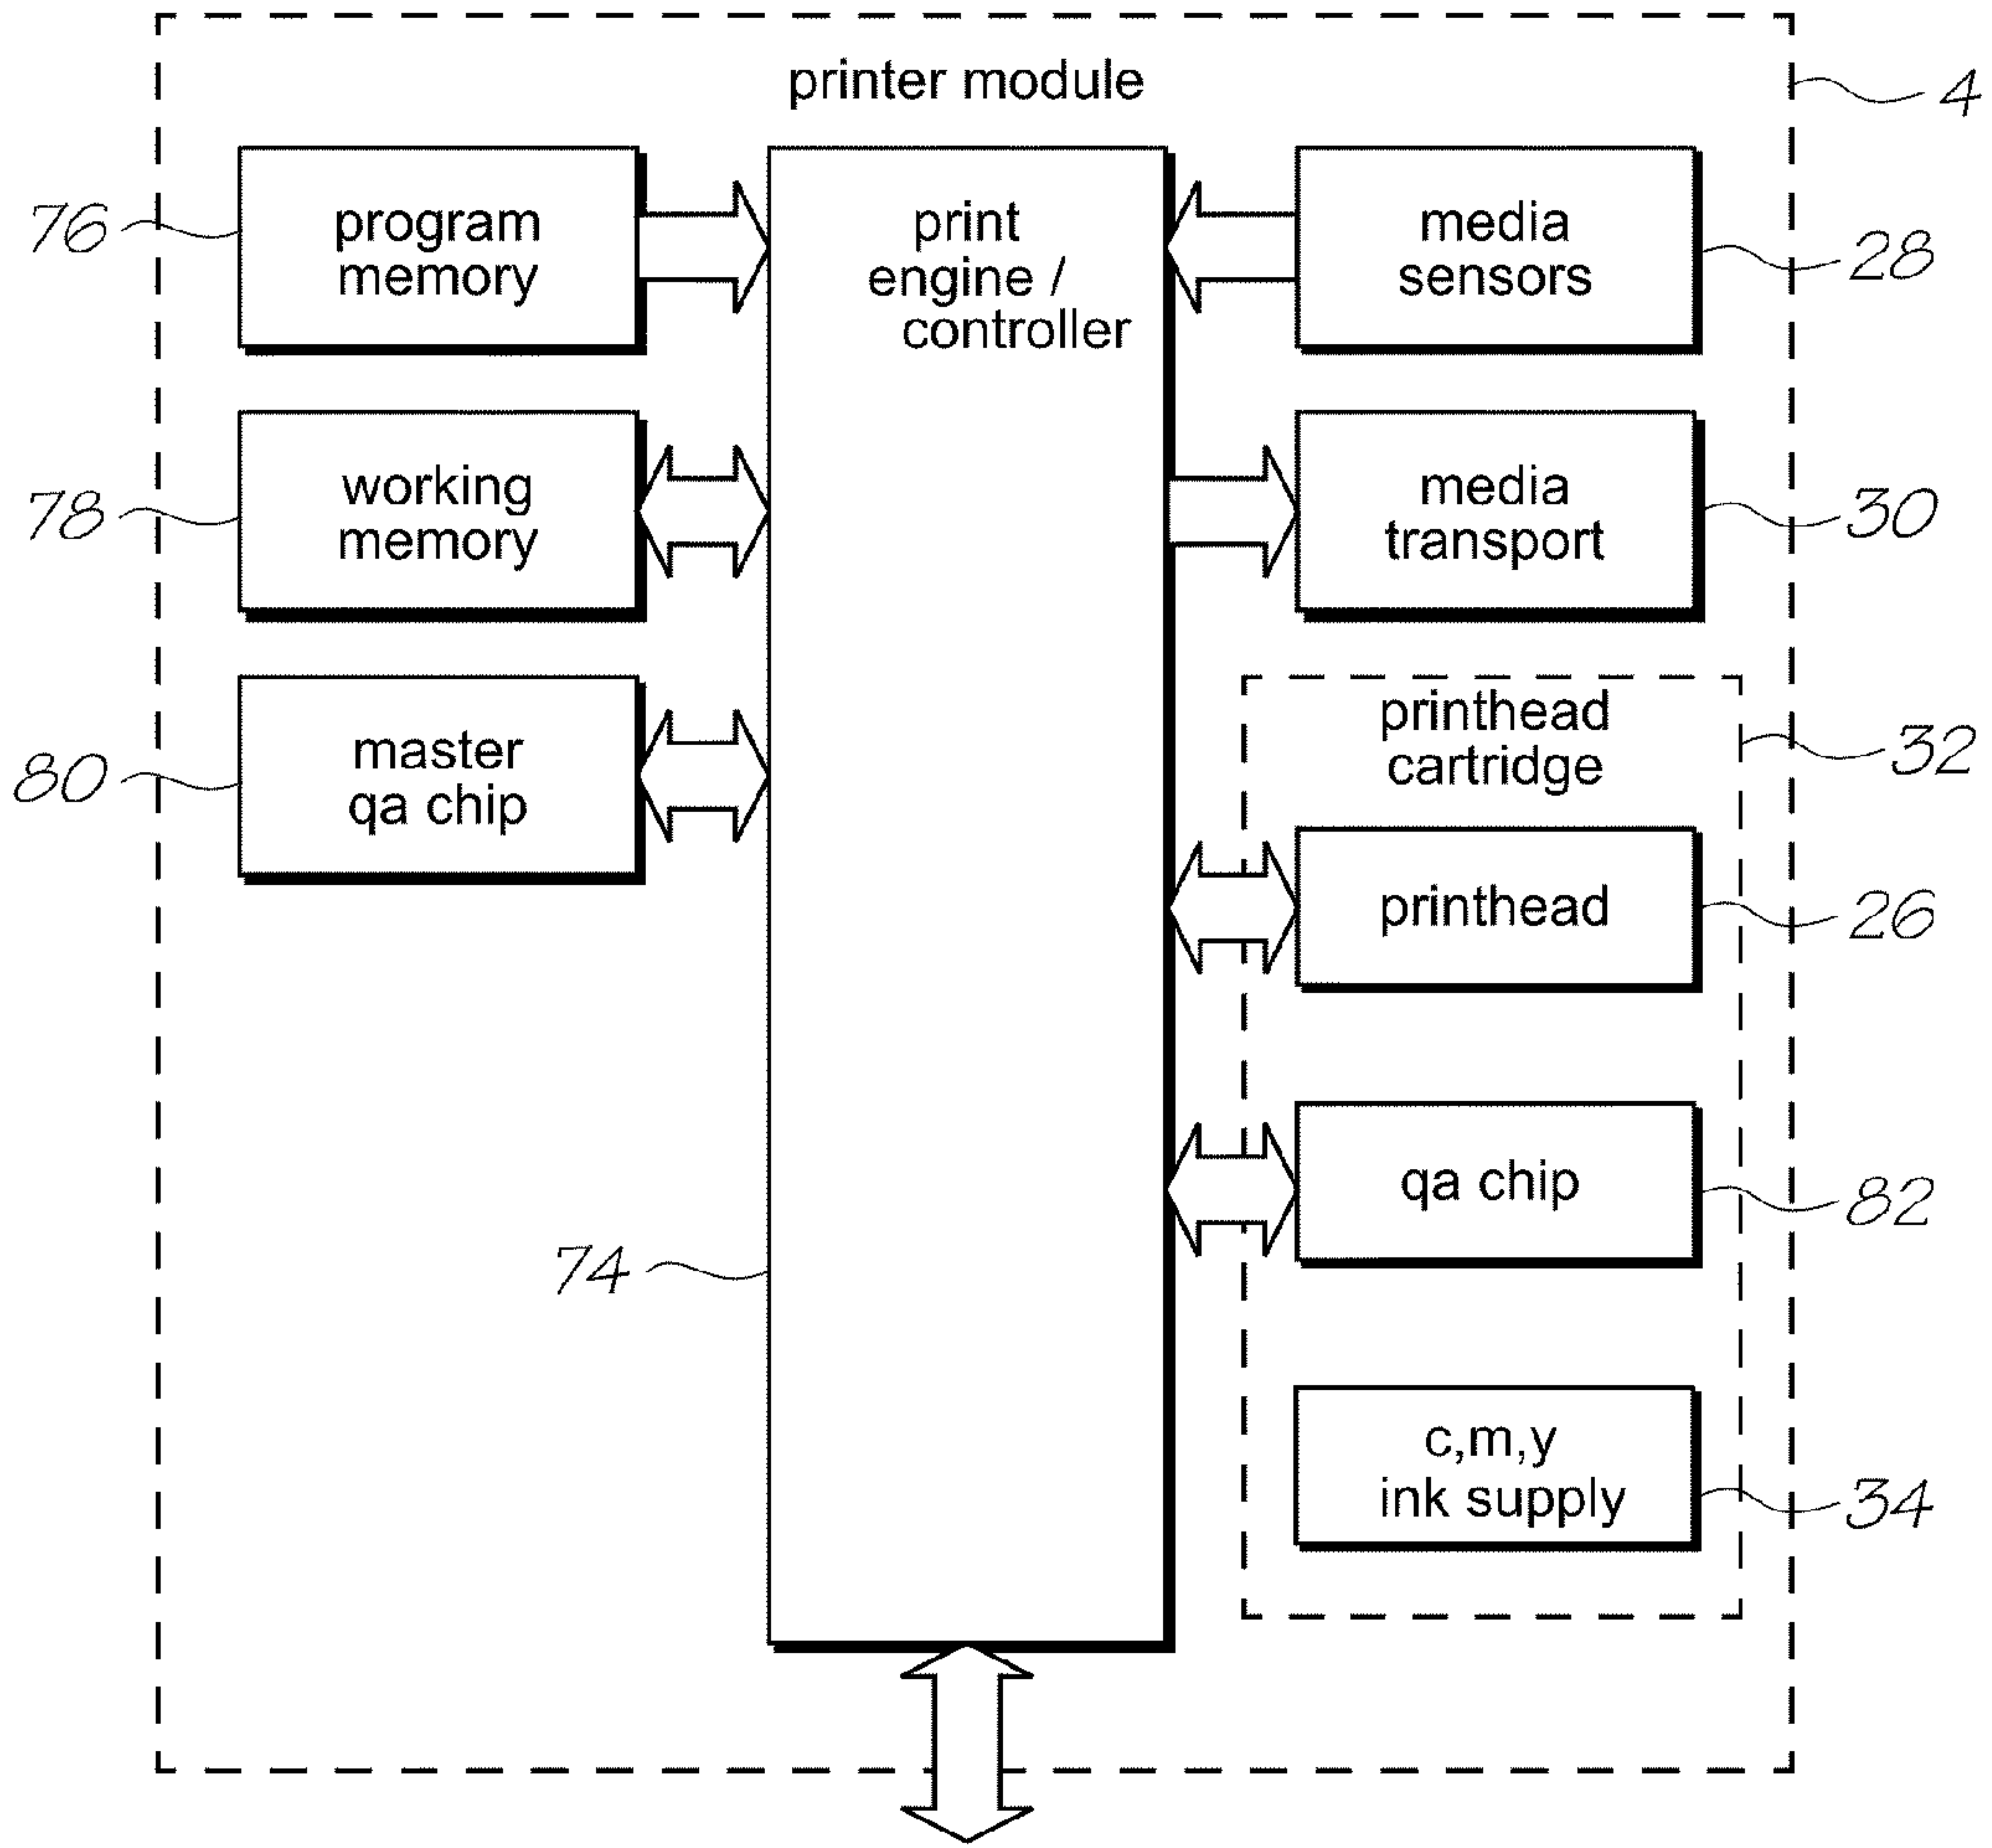 printer module
4
76
program
memory
print
engine /
controller
media
sensors
28
78
working
memory
media
transport
30
80
master
qa chip
printhead
cartridge
32
printhead
26
qa chip
82
74
c,m,y
ink supply
34